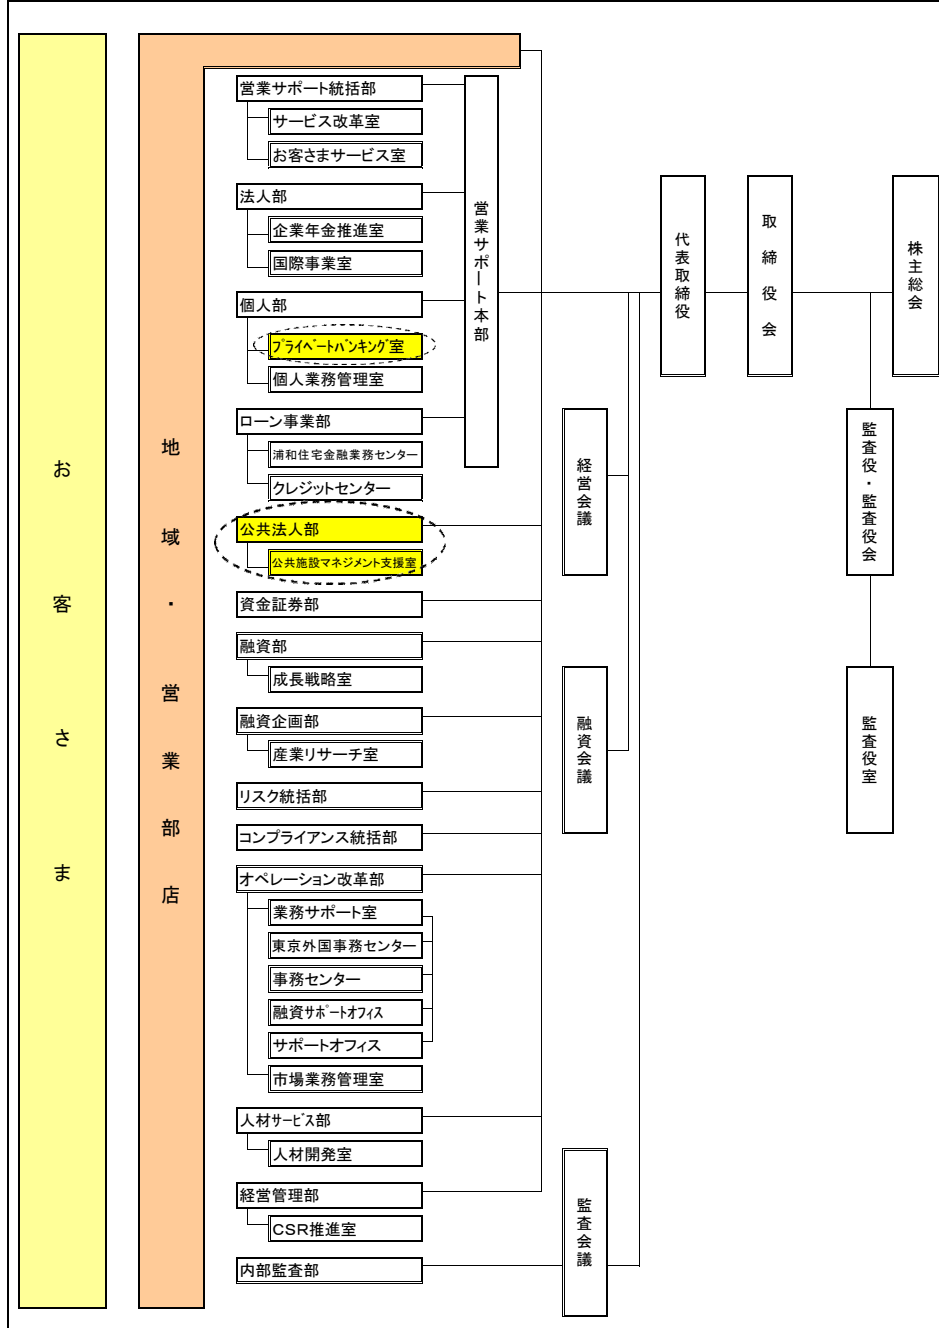 お客さま
地域・営業部店
営業サポート統括部
サービス改革室
お客さまサービス室
法人部
企業年金推進室
国際事業室
個人部
ﾌﾟﾗｲﾍﾞｰﾄﾊﾞﾝｷﾝｸﾞ室
個人業務管理室
ローン事業部
浦和住宅金融業務センター
クレジットセンター
公共法人部
公共施設マネジメント支援室
資金証券部
融資部
成長戦略室
融資企画部
産業リサーチ室
リスク統括部
コンプライアンス統括部
オペレーション改革部
業務サポート室
東京外国事務センター
事務センター
融資ｻﾎﾟｰﾄオフィス
サポートオフィス
市場業務管理室
人材ｻｰﾋﾞｽ部
人材開発室
経営管理部
CSR推進室
内部監査部
営業サポート本部
経営会議
融資会議
監査会議
代表取締役
取締役会
監査役・監査役会
監査役室
株主総会